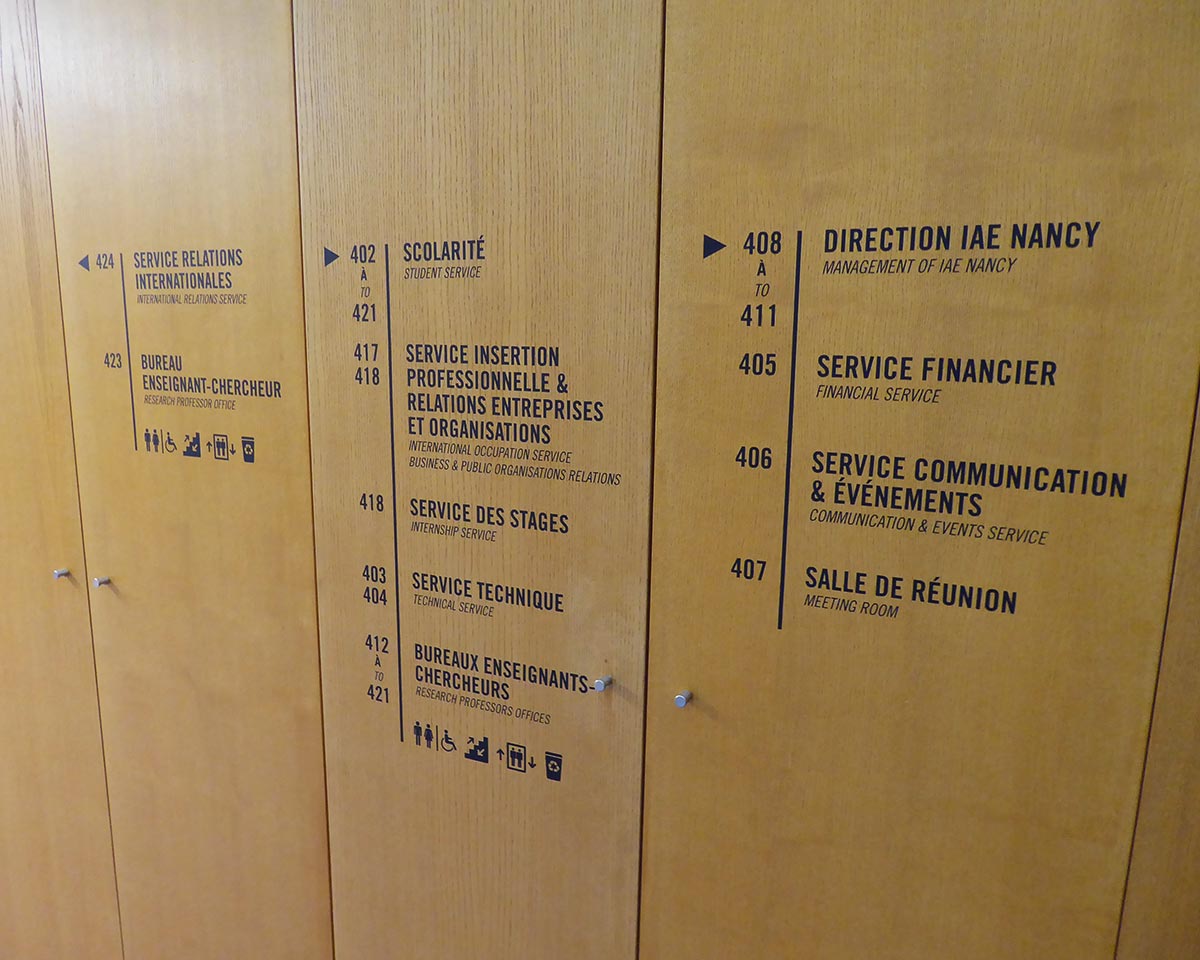 424 SERVICE RELATIONS
INTERNATIONALES
INTERNATIONAL RELATIONS SERVICE
423 BUREAU
ENSEIGNANT-CHERCHEUR
RESEARCH PROFESSOR OFFICE
402 SCOLARITÉ
À STUDENT SERVICE
TO
421
417 SERVICE INSERTION
418 PROFESSIONNELLE &
RELATIONS ENTREPRISES
ET ORGANISATIONS
INTERNATIONAL OCCUPATION SERVICE
BUSINESS & PUBLIC ORGANISATIONS RELATIONS
418 SERVICE DES STAGES
INTERNSHIP SERVICE
403 SERVICE TECHNIQUE
404 TECHNICAL SERVICE
412 BUREAUX ENSEIGNANTS-
À CHERCHEURS
TO RESEARCH PROFESSORS OFFICES
421
408 DIRECTION IAE NANCY
À MANAGEMENT OF IAE NANCY
TO
411
405 SERVICE FINANCIER
FINANCIAL SERVICE
406 SERVICE COMMUNICATION
& ÉVÉNEMENTS
COMMUNICATION & EVENTS SERVICE
407 SALLE DE RÉUNION
MEETING ROOM